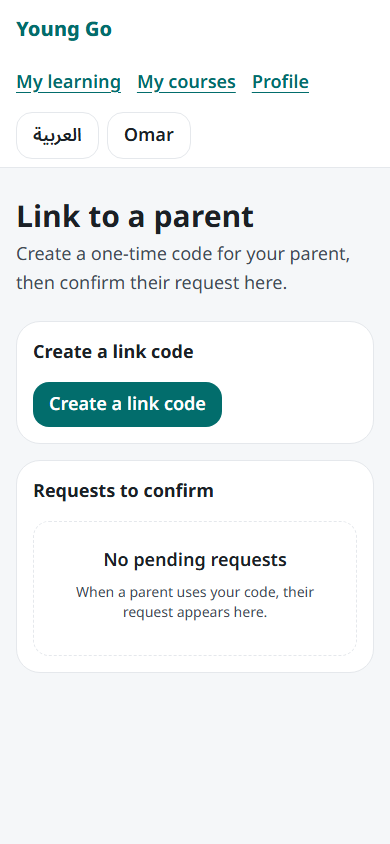 Young Go
My learning My courses Profile
العربية Omar
Link to a parent
Create a one-time code for your parent,
then confirm their request here.
Create a link code
Create a link code
Requests to confirm
No pending requests
When a parent uses your code, their
request appears here.